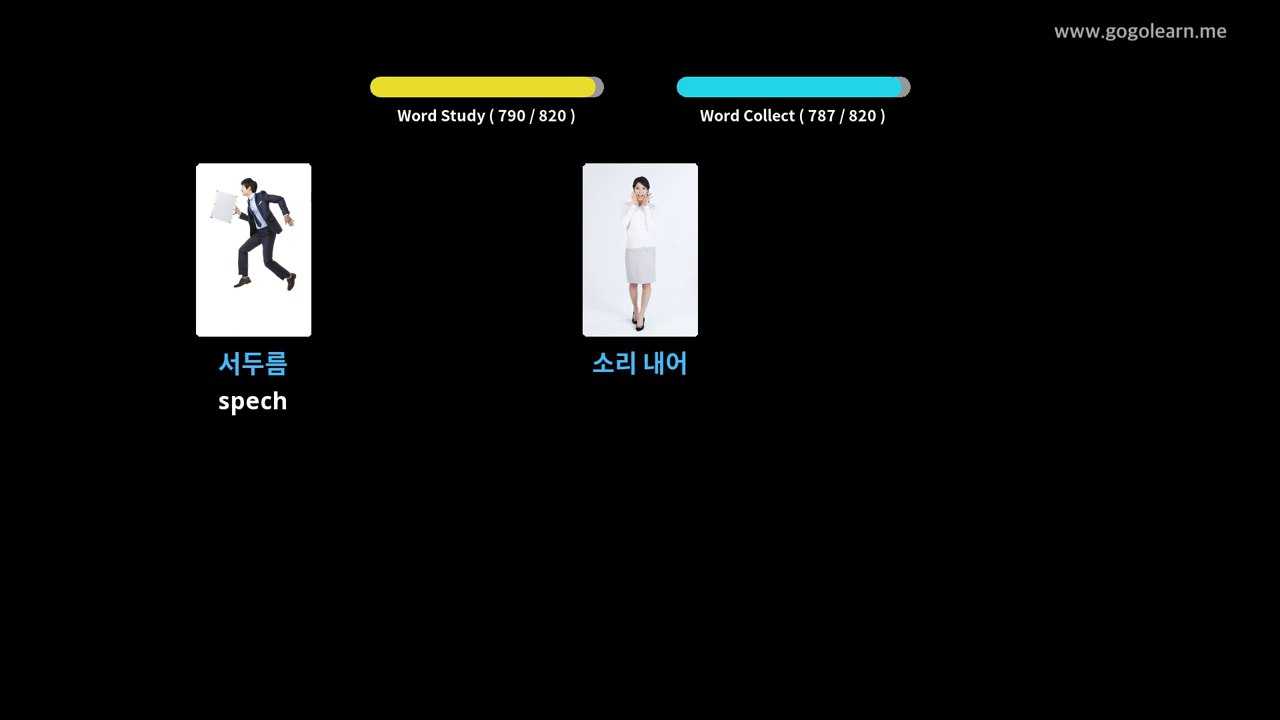 www.gogolearn.me
Word Study ( 790 / 820 )
Word Collect ( 787 / 820 )
서두름
소리 내어
spech